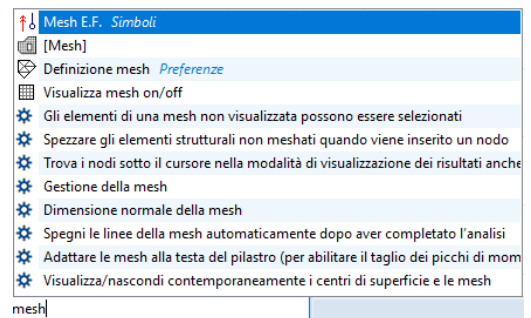 Mesh E.F. Simboli
[Mesh]
Definizione mesh Preferenze
Visualizza mesh on/off
Gli elementi di una mesh non visualizzata possono essere selezionati
Spezzare gli elementi strutturali non meshati quando viene inserito un nodo
Trova i nodi sotto il cursore nella modalità di visualizzazione dei risultati anche
Gestione della mesh
Dimensione normale della mesh
Spegni le linee della mesh automaticamente dopo aver completato l'analisi
Adattare le mesh alla testa del pilastro (per abilitare il taglio dei picchi di mom
Visualizza/nascondi contemporaneamente i centri di superficie e le mesh
mesh